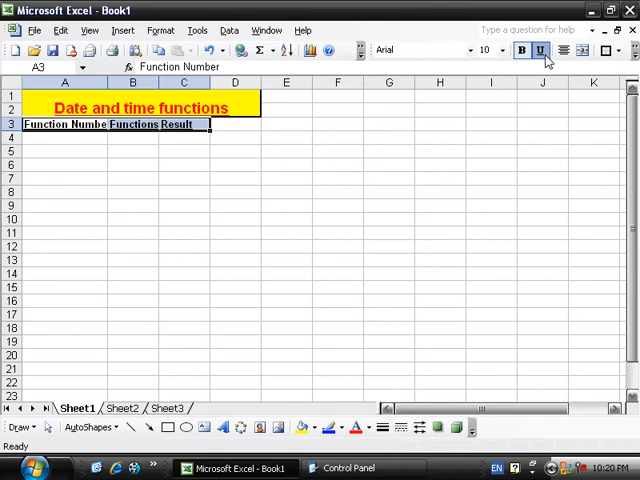 Microsoft Excel - Book1
File Edit View Insert Format Tools Data Window Help Type a question for help
Arial 10 B U
A3 fx Function Number
A B C D E F G H I J K
1
2 Date and time functions
3 Function Numbe Functions Result
4
5
6
7
8
9
10
11
12
13
14
15
16
17
18
19
20
21
22
23
Sheet1 Sheet2 Sheet3
Draw AutoShapes
Ready
Microsoft Excel - Book1 Control Panel EN 10:20 PM